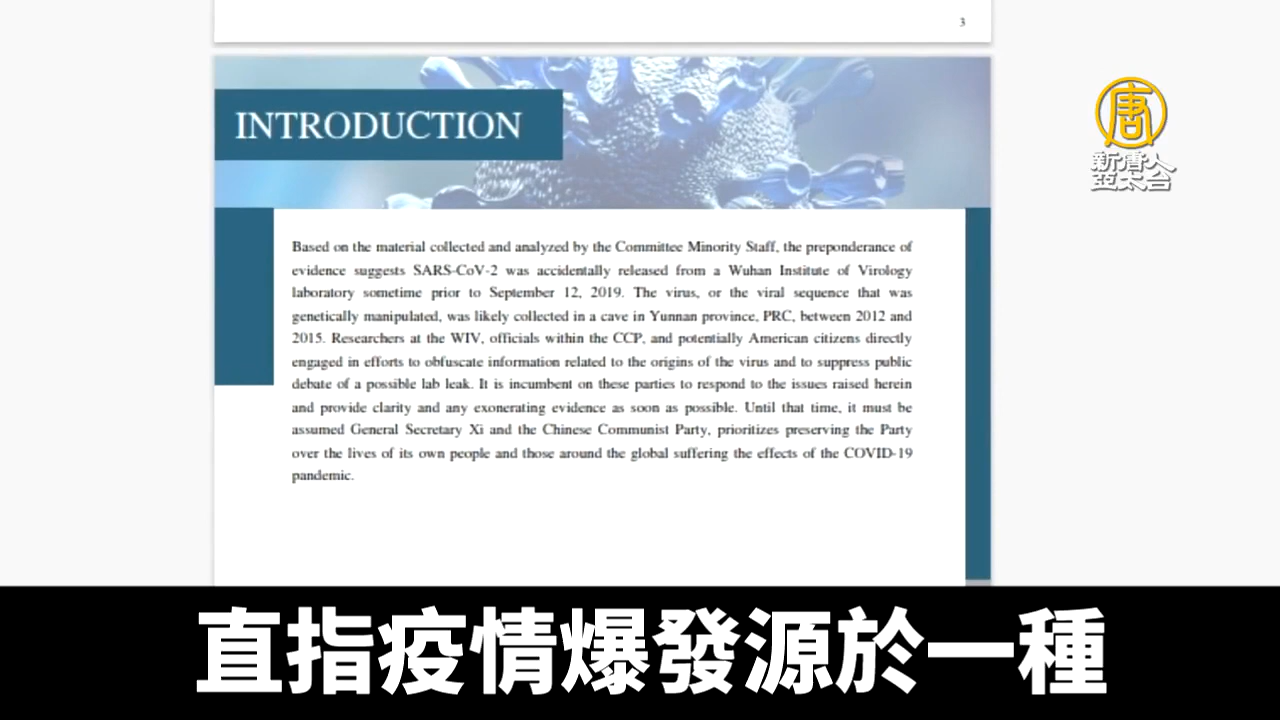 3
INTRODUCTION
唐
新唐人
亞太台
Based on the material collected and analyzed by the Committee Minority Staff, the preponderance of
evidence suggests SARS-CoV-2 was accidentally released from a Wuhan Institute of Virology
laboratory sometime prior to September 12, 2019. The virus, or the viral sequence that was
genetically manipulated, was likely collected in a cave in Yunnan province, PRC, between 2012 and
2015. Researchers at the WIV, officials within the CCP, and potentially American citizens directly
engaged in efforts to obfuscate information related to the origins of the virus and to suppress public
debate of a possible lab leak. It is incumbent on these parties to respond to the issues raised herein
and provide clarity and any exonerating evidence as soon as possible. Until that time, it must be
assumed General Secretary Xi and the Chinese Communist Party, prioritizes preserving the Party
over the lives of its own people and those around the global suffering the effects of the COVID-19
pandemic.
直指疫情爆發源於一種